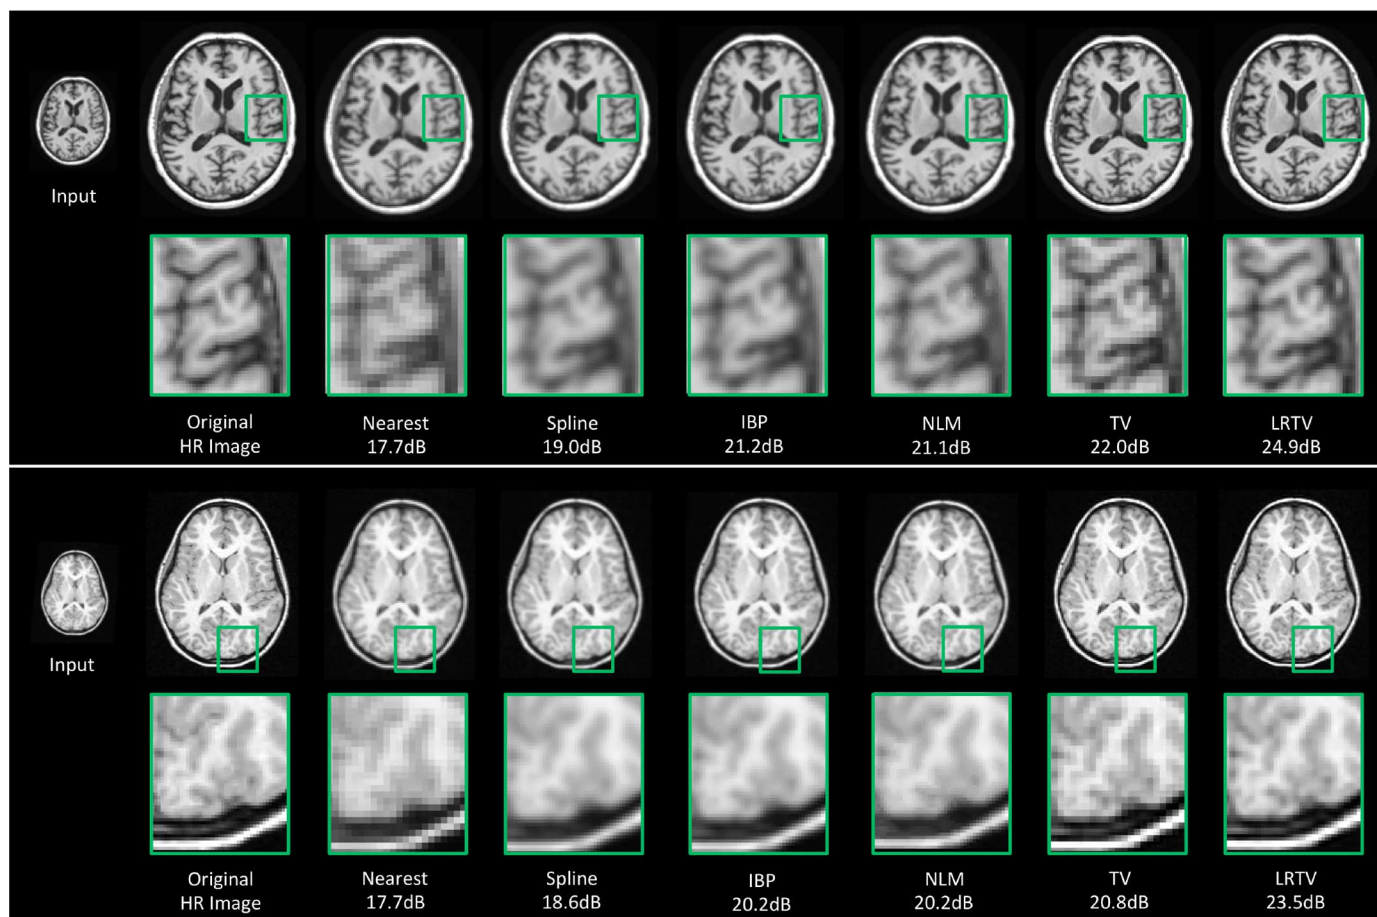 Input
Original
HR Image
Nearest
17.7dB
Spline
19.0dB
IBP
21.2dB
NLM
21.1dB
TV
22.0dB
LRTV
24.9dB
Input
Original
HR Image
Nearest
17.7dB
Spline
18.6dB
IBP
20.2dB
NLM
20.2dB
TV
20.8dB
LRTV
23.5dB